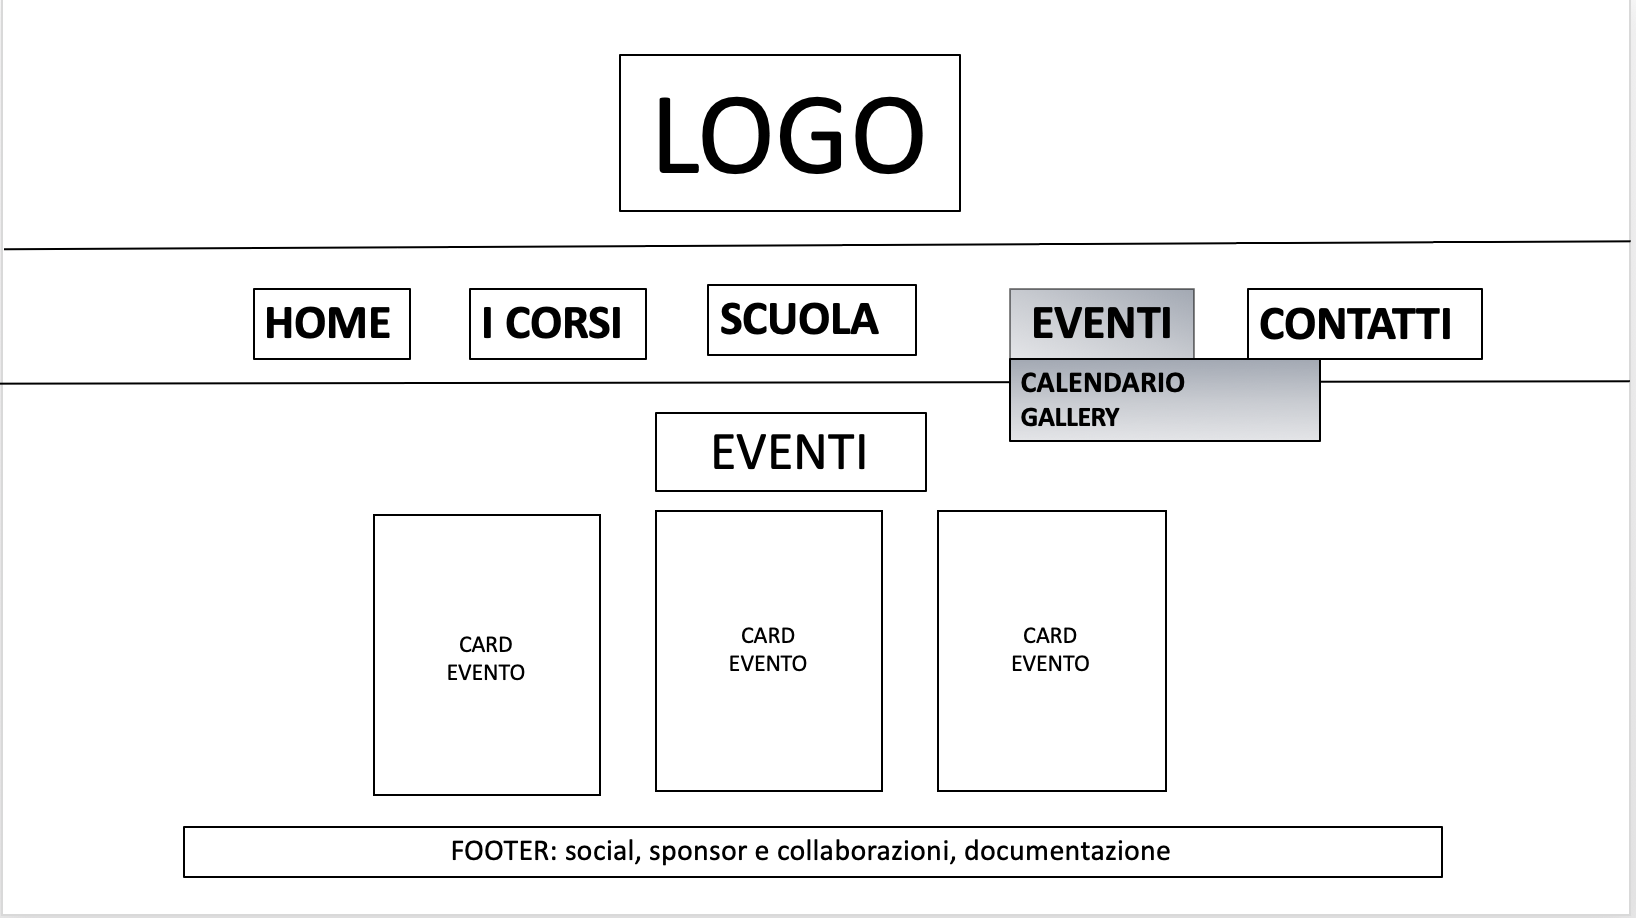 LOGO
HOME
I CORSI
SCUOLA
EVENTI
CONTATTI
CALENDARIO
GALLERY
EVENTI
CARD
EVENTO
CARD
EVENTO
CARD
EVENTO
FOOTER: social, sponsor e collaborazioni, documentazione